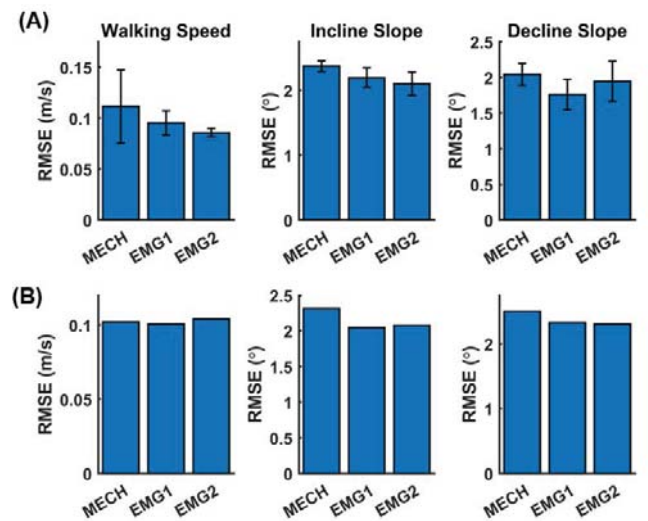 (A)
Walking Speed
Incline Slope
Decline Slope
RMSE (m/s)
0.15
0.1
0.05
0
MECH
EMG1
EMG2
RMSE (°)
2
1
0
MECH
EMG1
EMG2
RMSE (°)
2.5
2
1.5
1
0.5
0
MECH
EMG1
EMG2
(B)
RMSE (m/s)
0.1
0.05
0
MECH
EMG1
EMG2
RMSE (°)
2.5
2
1.5
1
0.5
0
MECH
EMG1
EMG2
RMSE (°)
2
1
0
MECH
EMG1
EMG2